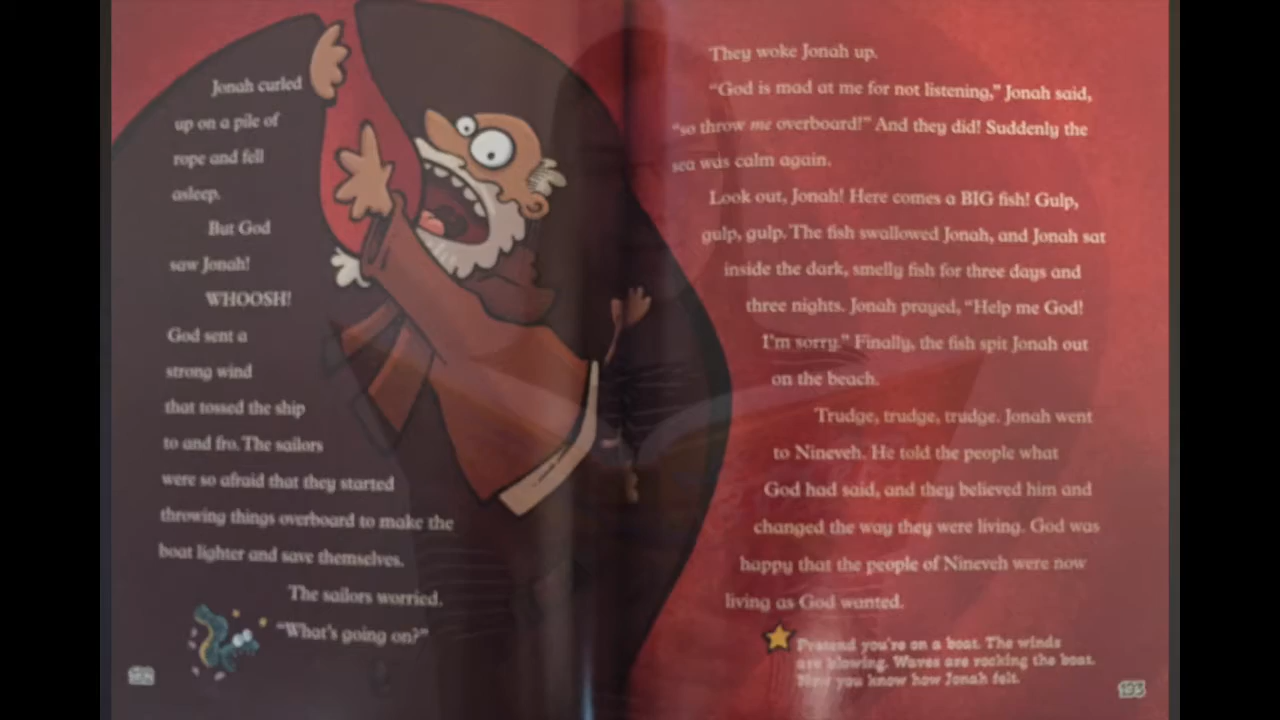 Jonah curled
up on a pile of
rope and fell
asleep.
But God
saw Jonah!
WHOOSH!
God sent a
strong wind
that tossed the ship
to and fro. The sailors
were so afraid that they started
throwing things overboard to make the
boat lighter and save themselves.
The sailors worried.
"What's going on?"
They woke Jonah up.
"God is mad at me for not listening," Jonah said,
"so throw me overboard!" And they did! Suddenly the
sea was calm again.
Look out, Jonah! Here comes a BIG fish! Gulp,
gulp, gulp. The fish swallowed Jonah, and Jonah sat
inside the dark, smelly fish for three days and
three nights. Jonah prayed, "Help me God!
I'm sorry." Finally, the fish spit Jonah out
on the beach.
Trudge, trudge, trudge. Jonah went
to Nineveh. He told the people what
God had said, and they believed him and
changed the way they were living. God was
happy that the people of Nineveh were now
living as God wanted.
Pretend you're on a boat. The winds
are blowing. Waves are rocking the boat.
Now you know how Jonah felt.